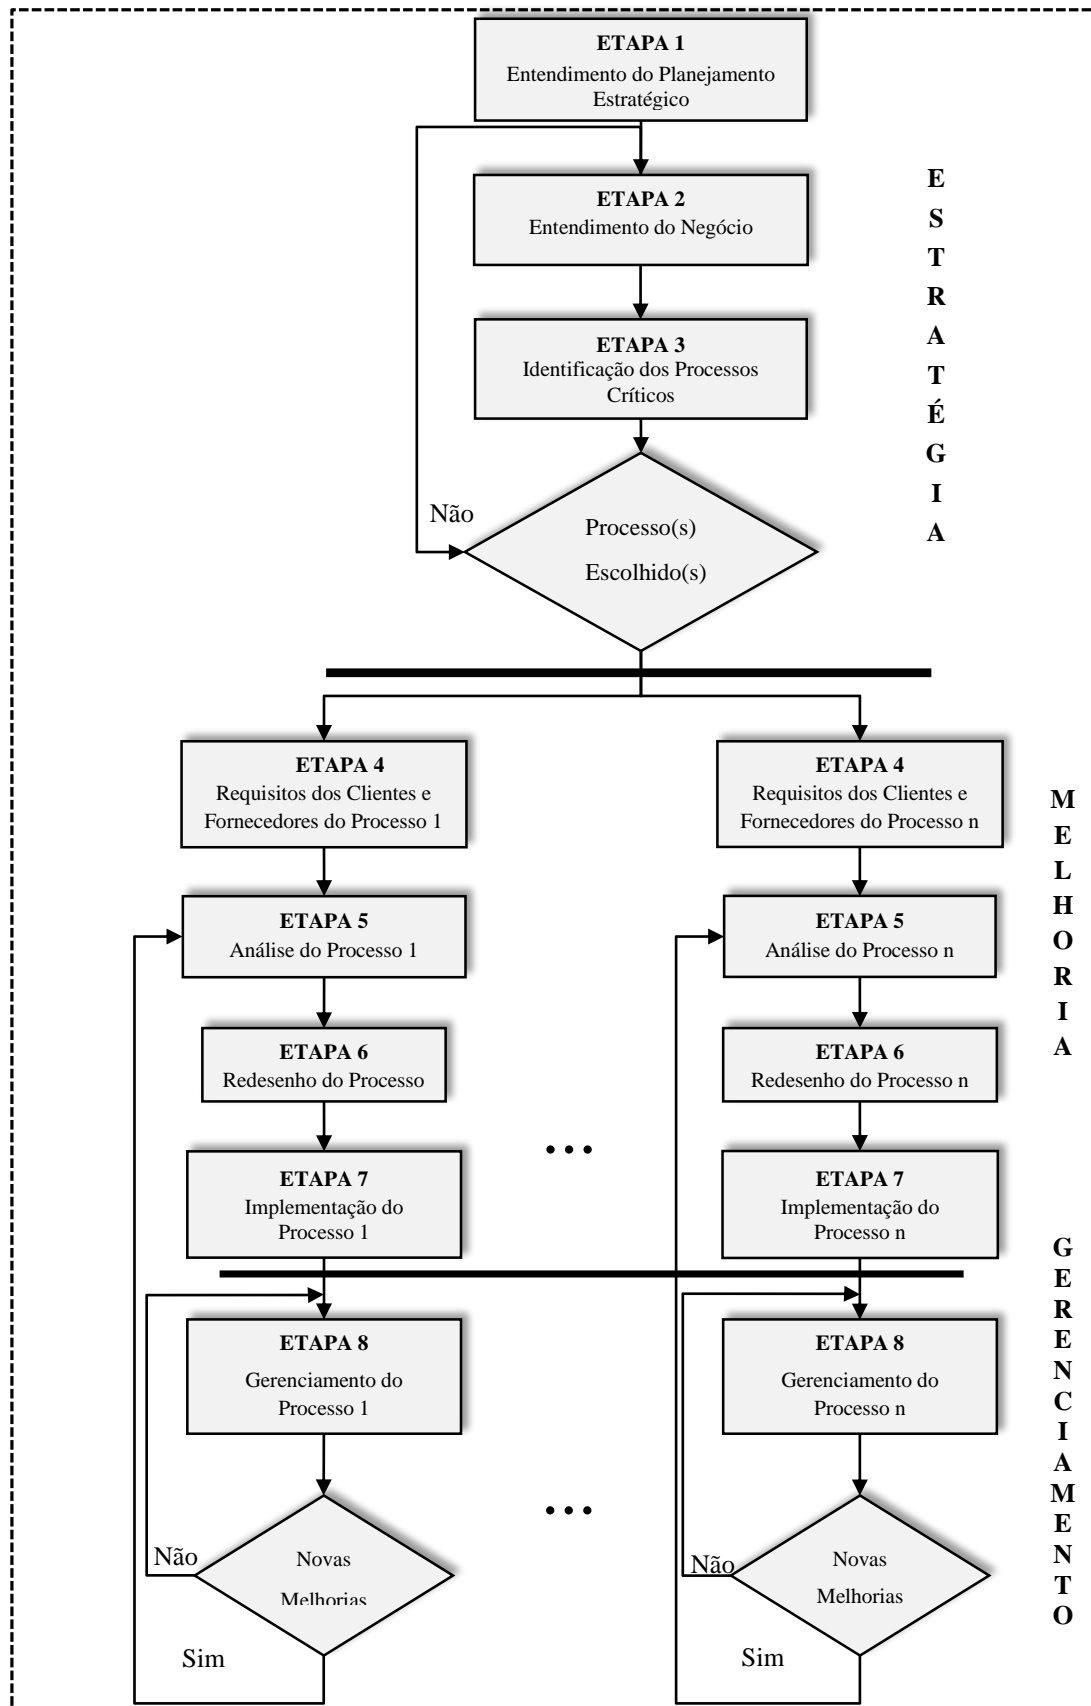 ETAPA 1
Entendimento do Planejamento
Estratégico
ETAPA 2
Entendimento do Negócio
ETAPA 3
Identificação dos Processos
Críticos
Não
Processo(s)
Escolhido(s)
E
S
T
R
A
T
É
G
I
A
ETAPA 4
Requisitos dos Clientes e
Fornecedores do Processo 1
ETAPA 5
Análise do Processo 1
ETAPA 6
Redesenho do Processo
ETAPA 7
Implementação do
Processo 1
...
ETAPA 4
Requisitos dos Clientes e
Fornecedores do Processo n
ETAPA 5
Análise do Processo n
ETAPA 6
Redesenho do Processo n
ETAPA 7
Implementação do
Processo n
M
E
L
H
O
R
I
A
ETAPA 8
Gerenciamento do
Processo 1
Não
Novas
Melhorias
Sim
...
ETAPA 8
Gerenciamento do
Processo n
Não
Novas
Melhorias
Sim
G
E
R
E
N
C
I
A
M
E
N
T
O